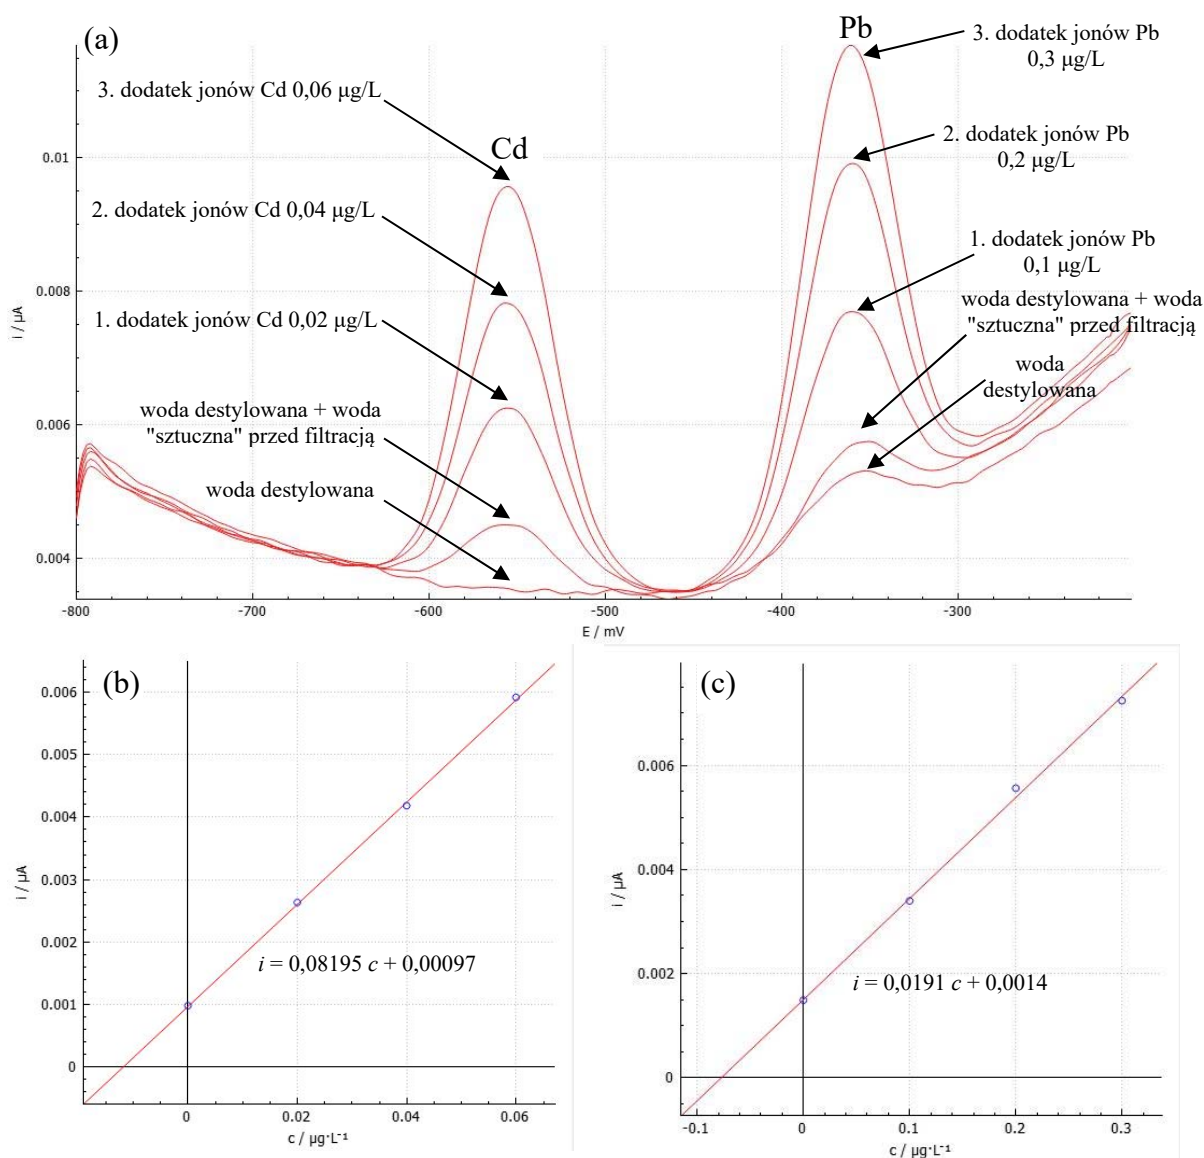 (a)
Pb
3. dodatek jonów Pb
0,3 µg/L
3. dodatek jonów Cd 0,06 µg/L
2. dodatek jonów Pb
0,2 µg/L
Cd
2. dodatek jonów Cd 0,04 µg/L
1. dodatek jonów Pb
0,1 µg/L
1. dodatek jonów Cd 0,02 µg/L
woda destylowana + woda
"sztuczna" przed filtracją
woda
destylowana
woda destylowana + woda
"sztuczna" przed filtracją
woda destylowana
0.01
0.008
0.006
0.004
i / µA
-800 -700 -600 -500 -400 -300
E / mV
(b)
0.006
0.005
0.004
0.003
0.002
0.001
0
i / µA
i = 0,08195 c + 0,00097
0 0.02 0.04 0.06
c / µg·L⁻¹
(c)
0.006
0.004
0.002
0
i / µA
i = 0,0191 c + 0,0014
-0.1 0 0.1 0.2 0.3
c / µg·L⁻¹